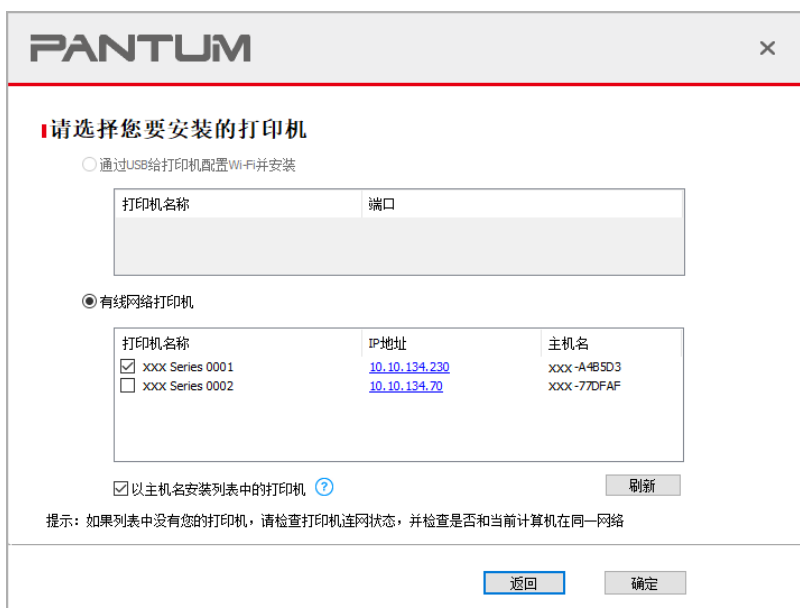 PANTUM
请选择您要安装的打印机
通过USB给打印机配置Wi-Fi并安装
打印机名称 端口
有线网络打印机
打印机名称 IP地址 主机名
xxx Series 0001 10.10.134.230 xxx-A4B5D3
xxx Series 0002 10.10.134.70 xxx-77DFAF
以主机名安装列表中的打印机 ? 刷新
提示：如果列表中没有您的打印机，请检查打印机连网状态，并检查是否和当前计算机在同一网络
返回 确定